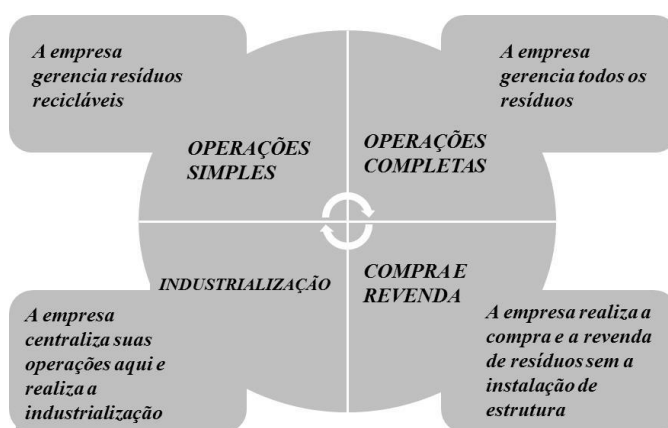 A empresa
gerencia resíduos
recicláveis
A empresa
gerencia todos os
resíduos
OPERAÇÕES
SIMPLES
OPERAÇÕES
COMPLETAS
INDUSTRIALIZAÇÃO
COMPRA E
REVENDA
A empresa
centraliza suas
operações aqui e
realiza a
industrialização
A empresa realiza a
compra e a revenda
de resíduos sem a
instalação de
estrutura